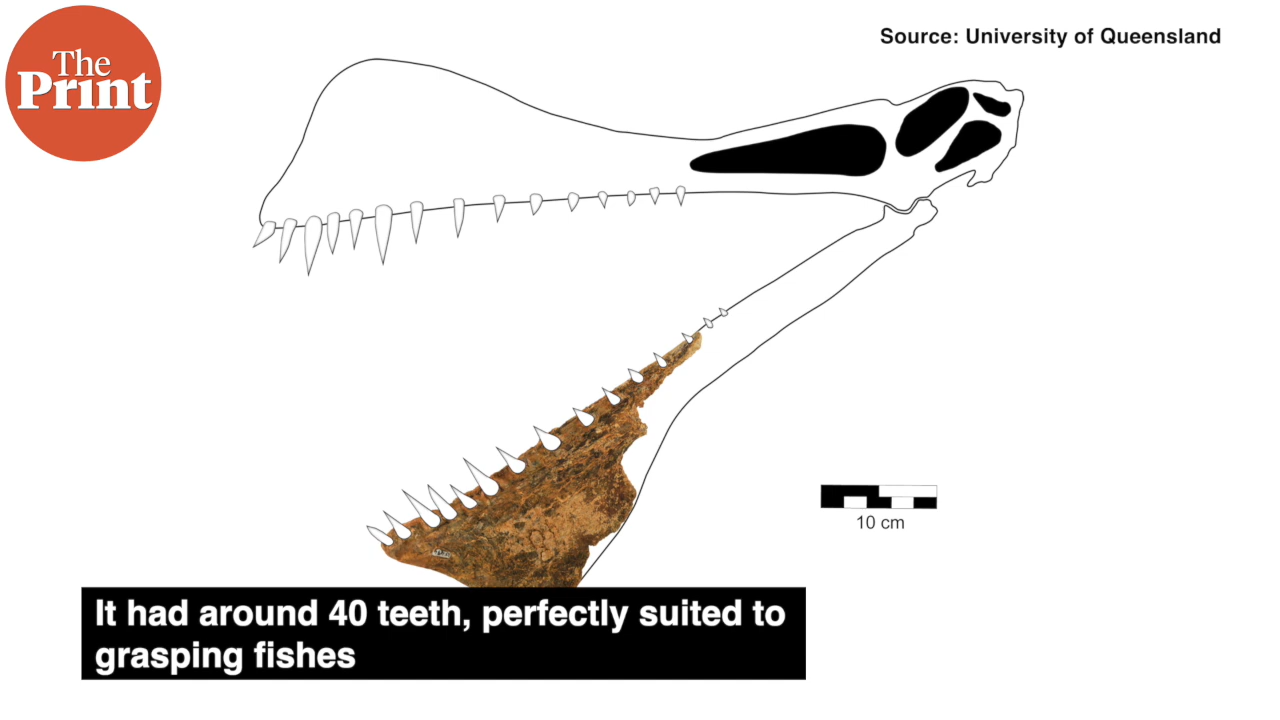 The
Print
Source: University of Queensland
10 cm
It had around 40 teeth, perfectly suited to
grasping fishes